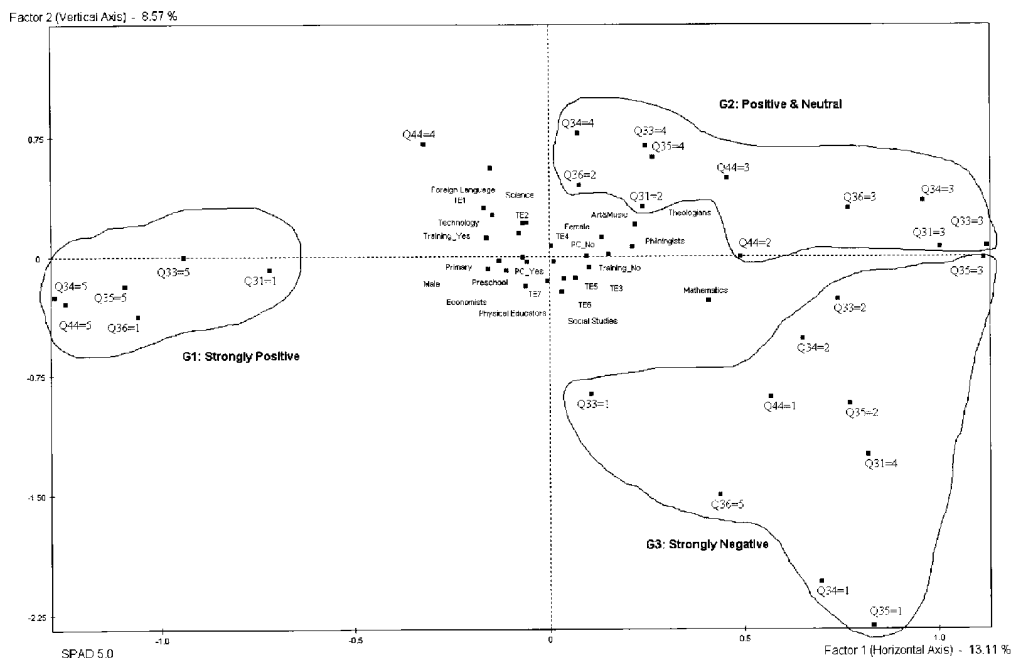 Factor 2 (Vertical Axis) - 8.57 %
G2: Positive & Neutral
Q34=4
Q33=4
0.75
Q44=4
Q35=4
Q36=2
Q44=3
Q36=3
Q34=3
Foreign Language
Science
Q31=2
TE1
Art&Music
Theologians
Technology
TE2
Female
Q33=3
Training_Yes
TE4
PC_No
Philologists
Q44=2
Q31=3
0
Primary
PC_Yes
Training_No
Q35=3
Q33=5
Q31=1
Male
Preschool
TE5
TE3
Mathematics
Q34=5
Q35=5
Economists
TE7
TE6
Q33=2
Q44=5
Q36=1
Physical Educators
Social Studies
G1: Strongly Positive
Q34=2
-0.75
Q33=1
Q44=1
Q35=2
Q31=4
-1.50
Q36=5
G3: Strongly Negative
Q34=1
Q35=1
-2.25
-1.0
-0.5
0
0.5
1.0
SPAD 5.0
Factor 1 (Horizontal Axis) - 13.11 %